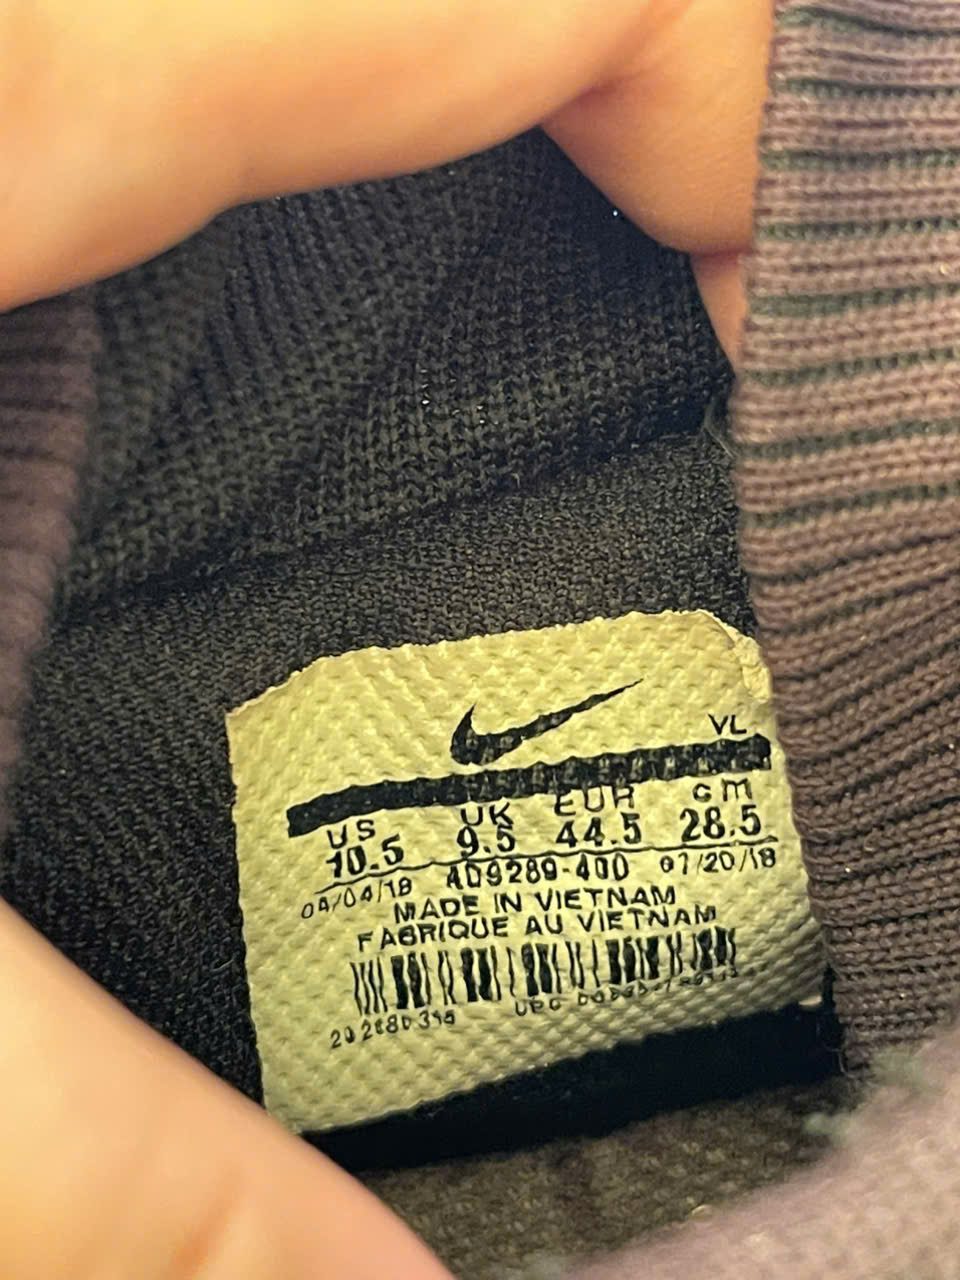 VL
US UK EUR cm
10.5 9.5 44.5 28.5
04/04/18 AO9289-400 07/20/18
MADE IN VIETNAM
FABRIQUE AU VIETNAM
UPC